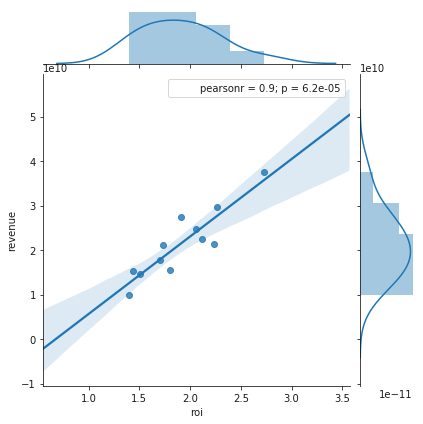 1e10
1e10
pearsonr = 0.9; p = 6.2e-05
5
4
3
2
1
0
−1
revenue
1.0 1.5 2.0 2.5 3.0 3.5
roi
1e−11